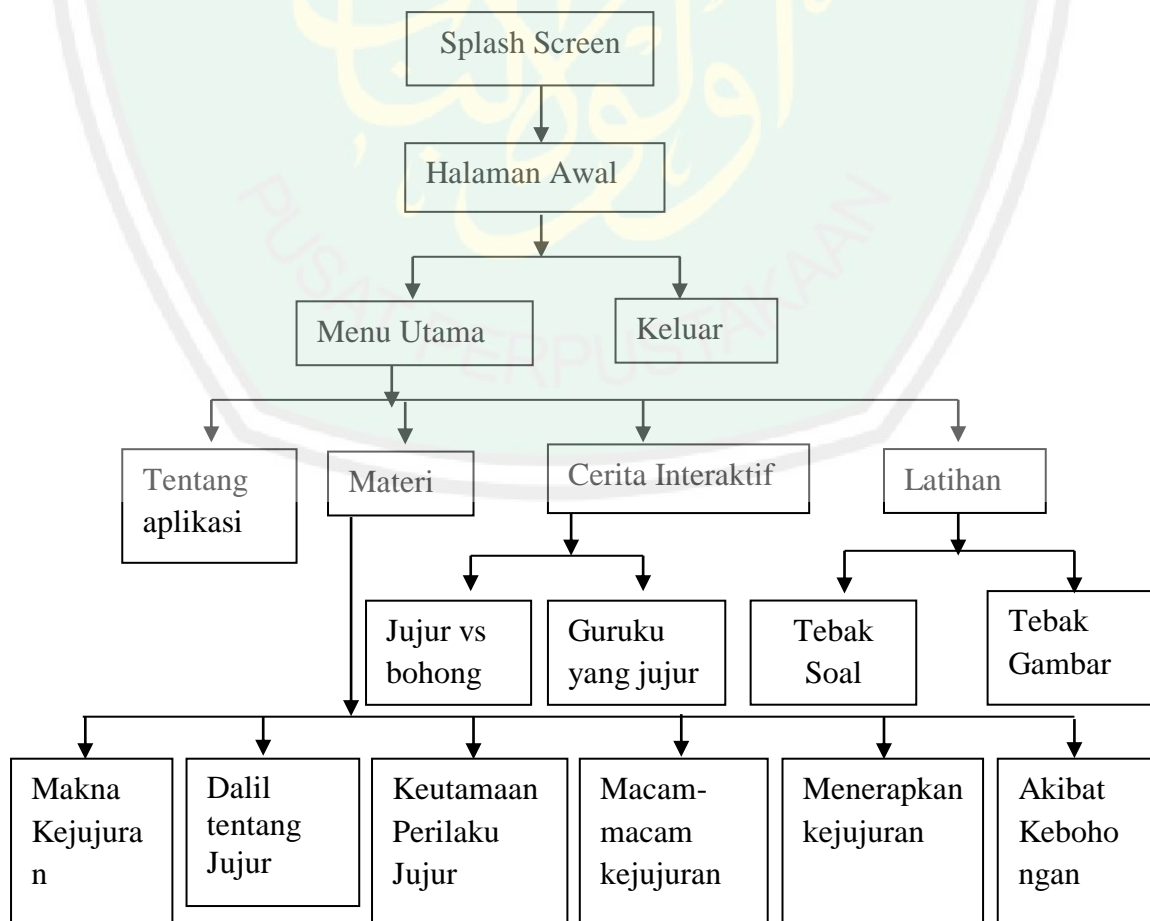 Splash Screen
Halaman Awal
Menu Utama
Keluar
Tentang
aplikasi
Materi
Cerita Interaktif
Latihan
Jujur vs
bohong
Guruku
yang jujur
Tebak
Soal
Tebak
Gambar
Makna
Kejujura
n
Dalil
tentang
Jujur
Keutamaan
Perilaku
Jujur
Macam-
macam
kejujuran
Menerapkan
kejujuran
Akibat
Keboho
ngan
PUSAT PERPUSTAKAAN